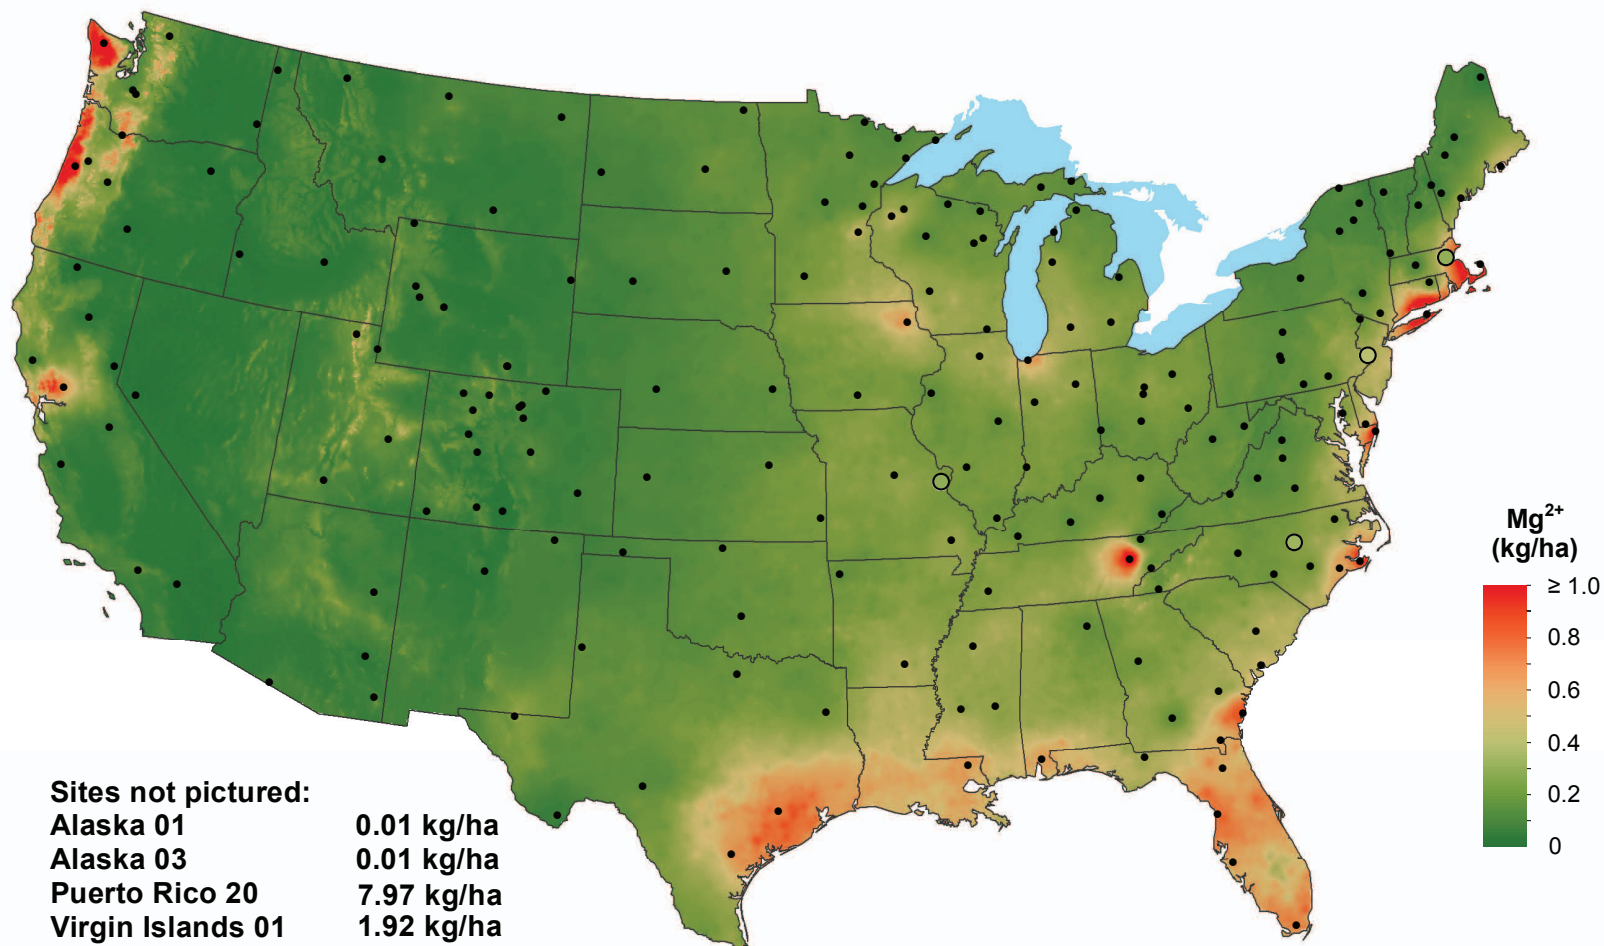 Mg2+
(kg/ha)
≥ 1.0
0.8
0.6
0.4
0.2
0
Sites not pictured:
Alaska 01 0.01 kg/ha
Alaska 03 0.01 kg/ha
Puerto Rico 20 7.97 kg/ha
Virgin Islands 01 1.92 kg/ha